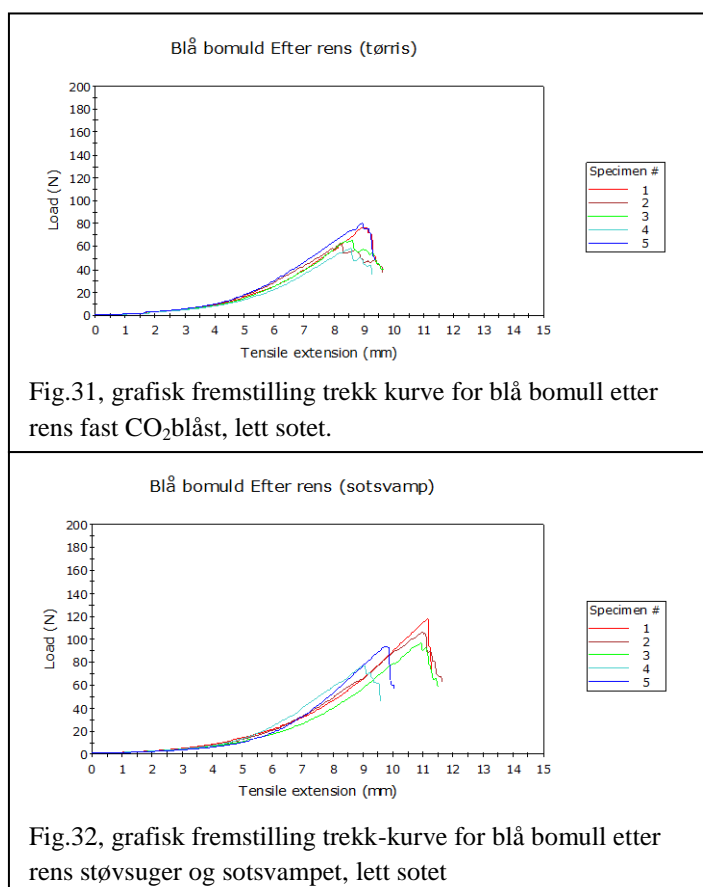 Blå bomuld Efter rens (tørris)
200
180
160
140
120
100
80
60
40
20
0
Load (N)
0 1 2 3 4 5 6 7 8 9 10 11 12 13 14 15
Tensile extension (mm)
Specimen #
1
2
3
4
5
Fig.31, grafisk fremstilling trekk kurve for blå bomull etter
rens fast CO₂blåst, lett sotet.
Blå bomuld Efter rens (sotsvamp)
200
180
160
140
120
100
80
60
40
20
0
Load (N)
0 1 2 3 4 5 6 7 8 9 10 11 12 13 14 15
Tensile extension (mm)
Specimen #
1
2
3
4
5
Fig.32, grafisk fremstilling trekk-kurve for blå bomull etter
rens støvsuger og sotsvampet, lett sotet